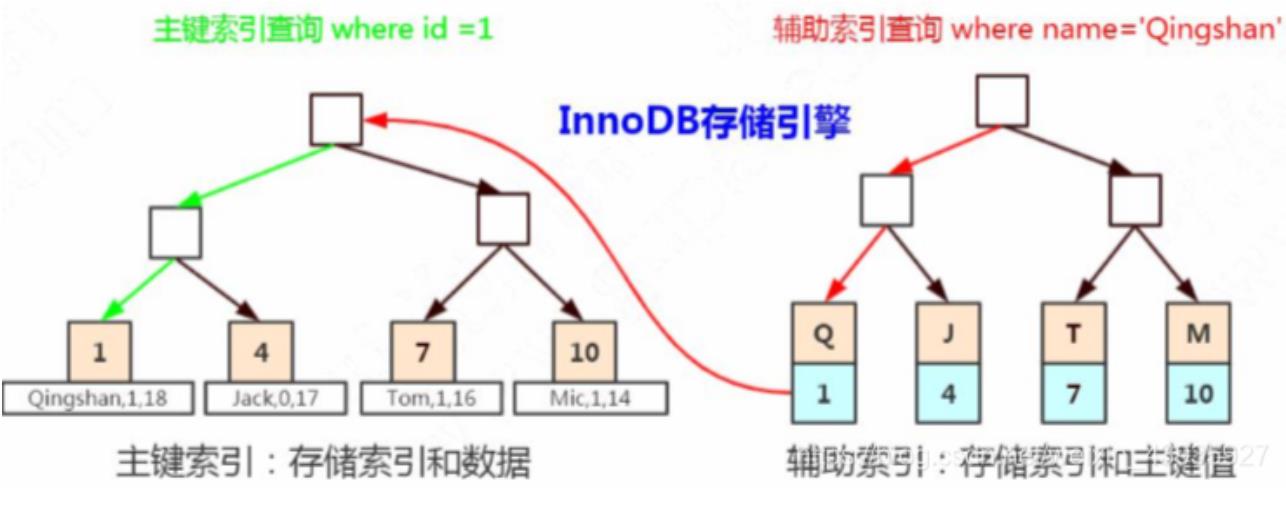 主键索引查询 where id =1
辅助索引查询 where name='Qingshan'
InnoDB存储引擎
Q J T M
1 4 7 10
1 4 7 10
Qingshan,1,18 Jack,0,17 Tom,1,16 Mic,1,14
主键索引：存储索引和数据
辅助索引：存储索引和主键值